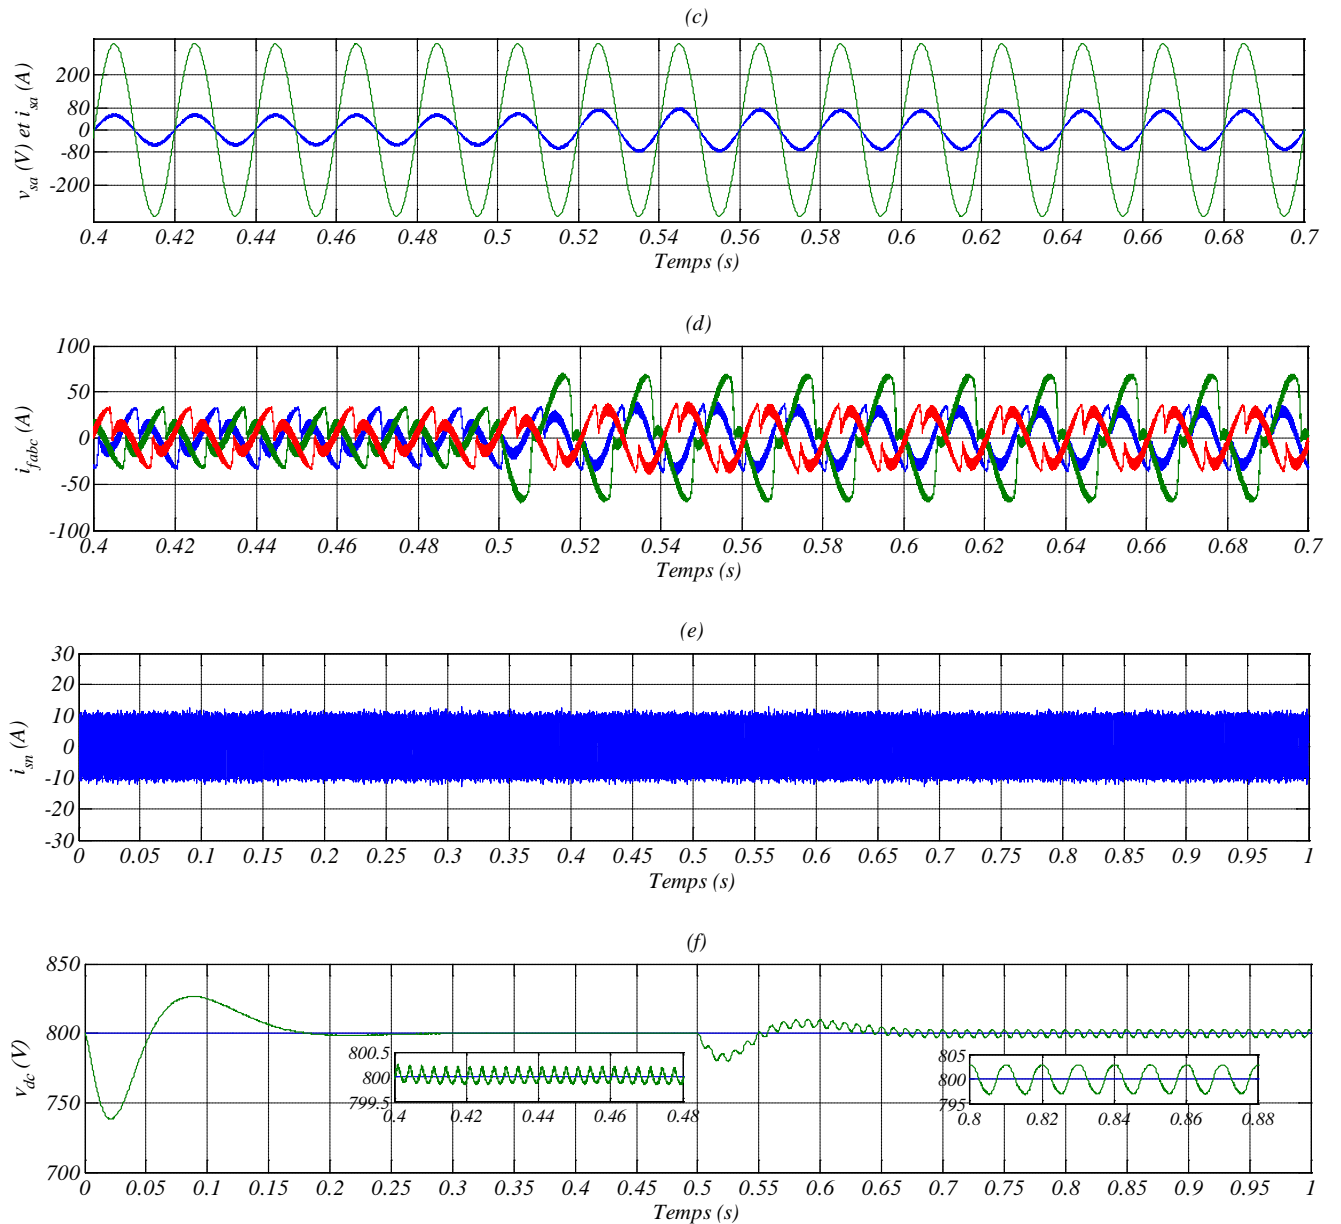 (c)
v_sa (V) et i_sa (A)
200
80
0
-80
-200
0.4 0.42 0.44 0.46 0.48 0.5 0.52 0.54 0.56 0.58 0.6 0.62 0.64 0.66 0.68 0.7
Temps (s)
(d)
i_fabc (A)
100
50
0
-50
-100
0.4 0.42 0.44 0.46 0.48 0.5 0.52 0.54 0.56 0.58 0.6 0.62 0.64 0.66 0.68 0.7
Temps (s)
(e)
i_sn (A)
30
20
10
0
-10
-20
-30
0 0.05 0.1 0.15 0.2 0.25 0.3 0.35 0.4 0.45 0.5 0.55 0.6 0.65 0.7 0.75 0.8 0.85 0.9 0.95 1
Temps (s)
(f)
v_dc (V)
850
800
750
700
800.5
800
799.5
0.4 0.42 0.44 0.46 0.48
805
800
795
0.8 0.82 0.84 0.86 0.88
0 0.05 0.1 0.15 0.2 0.25 0.3 0.35 0.4 0.45 0.5 0.55 0.6 0.65 0.7 0.75 0.8 0.85 0.9 0.95 1
Temps (s)